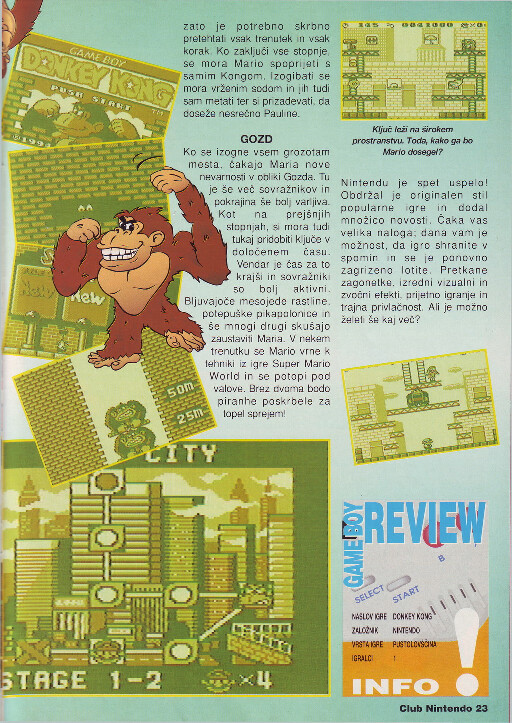 zato je potrebno skrbno
pretehtati vsak trenutek in vsak
korak. Ko zaključi vse stopnje,
se mora Mario spoprijeti s
samim Kongom. Izogibati se
mora vrženim sodom in jih tudi
sam metati ter si prizadevati, da
doseže nesrečno Pauline.
GOZD
Ko se izogne vsem grozotam
mesta, čakajo Maria nove
nevarnosti v obliki Gozda. Tu
je še več sovražnikov in
pokrajina še bolj varljiva.
Kot na prejšnjih
stopnjah, si mora tudi
tukaj pridobiti ključe v
določenem času.
Vendar je čas za to
krajši in sovražniki
so bolj aktivni.
Bljuvajoče mesojede rastline,
potepuške pikapolonice in
še mnogi drugi skušajo
zaustaviti Maria. V nekem
trenutku se Mario vrne k
tehniki iz igre Super Mario
World in se potopi pod
valove. Brez dvoma bodo
piranhe poskrbele za
topel sprejem!
145 0041000 ×0
Ključ leži na širokem
prostranstvu. Toda, kako ga bo
Mario dosegel?
Nintendu je spet uspelo!
Obdržal je originalen stil
popularne igre in dodal
množico novosti. Čaka vas
velika naloga; dana vam je
možnost, da igro shranite v
spomin in se je ponovno
zagrizeno lotite. Pretkane
zagonetke, izredni vizualni in
zvočni efekti, prijetno igranje in
trajna privlačnost. Ali je možno
želeti še kaj več?
GAME BOY
DONKEY KONG
PUSH START
©1994
New
50m
25m
CITY
STAGE 1-2 ×4
GAME BOY
REVIEW
B
SELECT START
NASLOV IGRE DONKEY KONG
ZALOŽNIK NINTENDO
VRSTA IGRE PUSTOLOVŠČINA
IGRALCI 1
INFO !
Club Nintendo 23